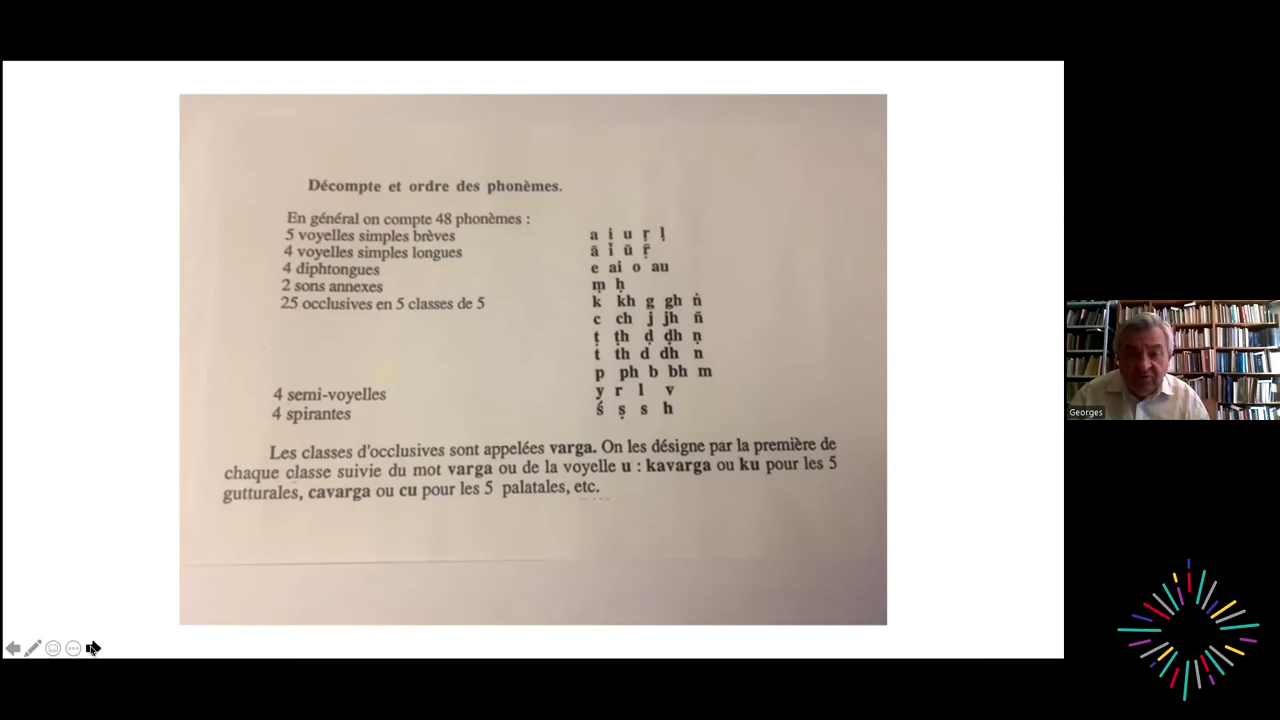 Décompte et ordre des phonèmes.
En général on compte 48 phonèmes :
5 voyelles simples brèves a i u ṛ ḷ
4 voyelles simples longues ā ī ū ṝ
4 diphtongues e ai o au
2 sons annexes ṃ ḥ
25 occlusives en 5 classes de 5 k kh g gh ṅ
c ch j jh ñ
ṭ ṭh ḍ ḍh ṇ
t th d dh n
p ph b bh m
4 semi-voyelles y r l v
4 spirantes ś ṣ s h
Les classes d'occlusives sont appelées varga. On les désigne par la première de
chaque classe suivie du mot varga ou de la voyelle u : kavarga ou ku pour les 5
gutturales, cavarga ou cu pour les 5 palatales, etc.
Georges